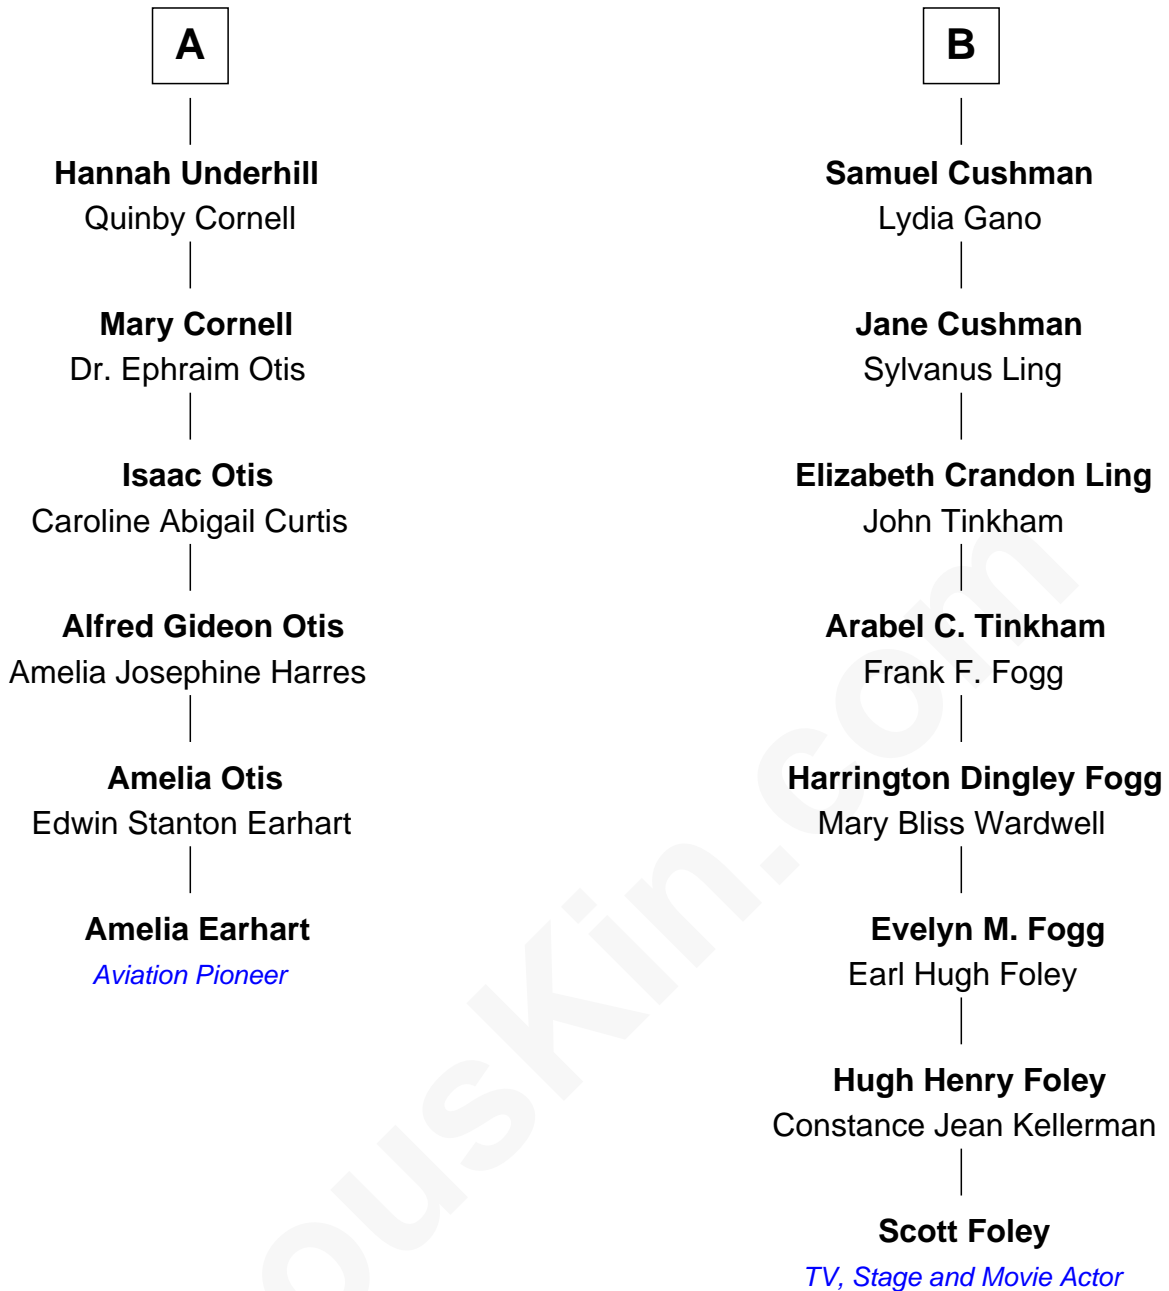 A
Hannah Underhill
Quinby Cornell
Mary Cornell
Dr. Ephraim Otis
Isaac Otis
Caroline Abigail Curtis
Alfred Gideon Otis
Amelia Josephine Harres
Amelia Otis
Edwin Stanton Earhart
Amelia Earhart
Aviation Pioneer
B
Samuel Cushman
Lydia Gano
Jane Cushman
Sylvanus Ling
Elizabeth Crandon Ling
John Tinkham
Arabel C. Tinkham
Frank F. Fogg
Harrington Dingley Fogg
Mary Bliss Wardwell
Evelyn M. Fogg
Earl Hugh Foley
Hugh Henry Foley
Constance Jean Kellerman
Scott Foley
TV, Stage and Movie Actor
ousKin.com